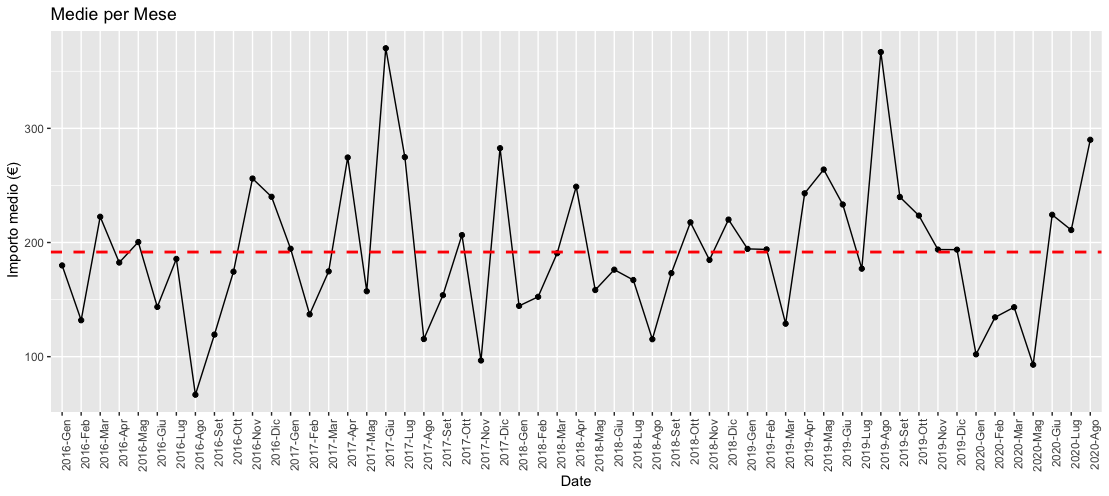 Medie per Mese
Importo medio (€)
300
200
100
2016-Gen
2016-Feb
2016-Mar
2016-Apr
2016-Mag
2016-Giu
2016-Lug
2016-Ago
2016-Set
2016-Ott
2016-Nov
2016-Dic
2017-Gen
2017-Feb
2017-Mar
2017-Apr
2017-Mag
2017-Giu
2017-Lug
2017-Ago
2017-Set
2017-Ott
2017-Nov
2017-Dic
2018-Gen
2018-Feb
2018-Mar
2018-Apr
2018-Mag
2018-Giu
2018-Lug
2018-Ago
2018-Set
2018-Ott
2018-Nov
2018-Dic
2019-Gen
2019-Feb
2019-Mar
2019-Apr
2019-Mag
2019-Giu
2019-Lug
2019-Ago
2019-Set
2019-Ott
2019-Nov
2019-Dic
2020-Gen
2020-Feb
2020-Mar
2020-Mag
2020-Giu
2020-Lug
2020-Ago
Date